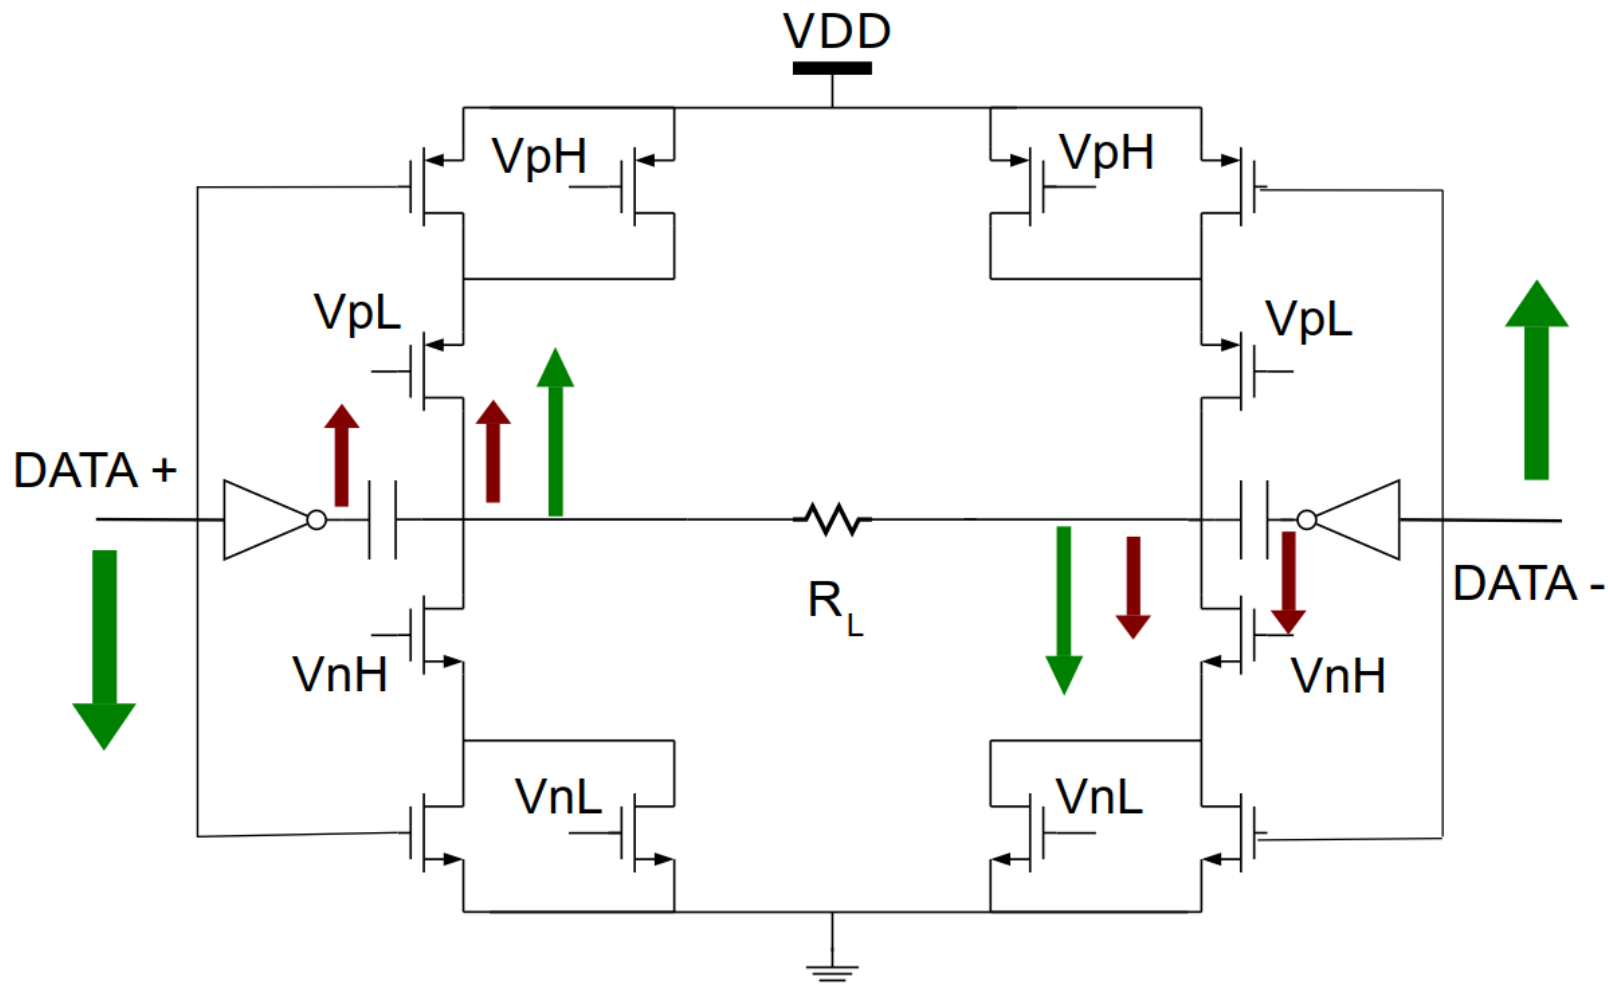 VDD
VpH
VpH
VpL
VpL
DATA +
R L
DATA -
VnH
VnH
VnL
VnL